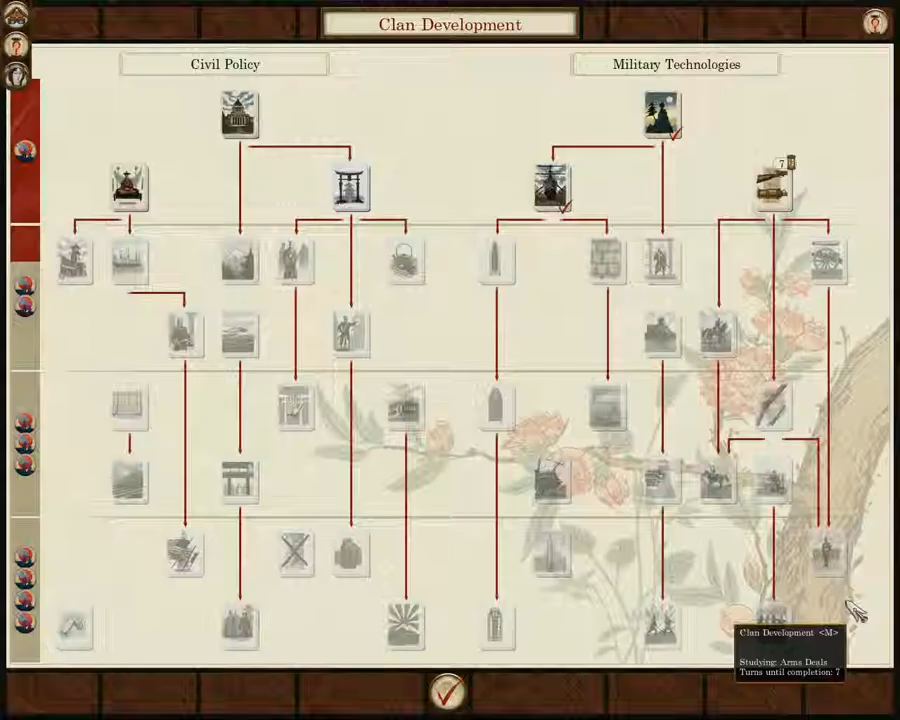 Clan Development
Civil Policy
Military Technologies
7
Clan Development <M>
Studying: Arms Deals
Turns until completion: 7